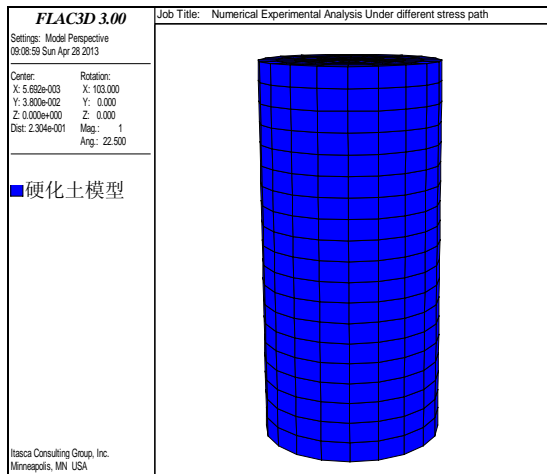 FLAC3D 3.00
Job Title: Numerical Experimental Analysis Under different stress path
Settings: Model Perspective
09:08:59 Sun Apr 28 2013
Center:
X: 5.692e-003
Y: 3.800e-002
Z: 0.000e+000
Dist: 2.304e-001
Rotation:
X: 103.000
Y: 0.000
Z: 0.000
Mag.: 1
Ang.: 22.500
硬化土模型
Itasca Consulting Group, Inc.
Minneapolis, MN USA